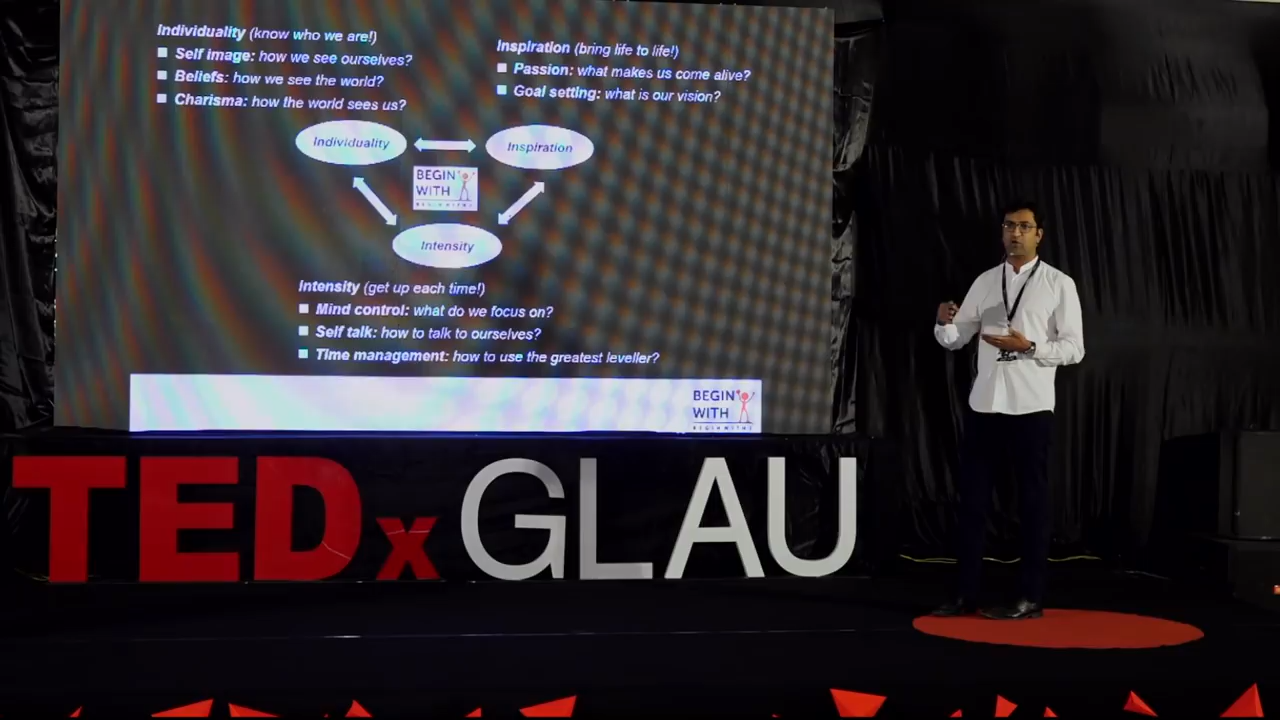 Individuality (know who we are!)
Self image: how we see ourselves?
Beliefs: how we see the world?
Charisma: how the world sees us?
Inspiration (bring life to life!)
Passion: what makes us come alive?
Goal setting: what is our vision?
Individuality
Inspiration
BEGIN
WITH
Intensity
Intensity (get up each time!)
Mind control: what do we focus on?
Self talk: how to talk to ourselves?
Time management: how to use the greatest leveller?
BEGIN
WITH
TEDx GLAU